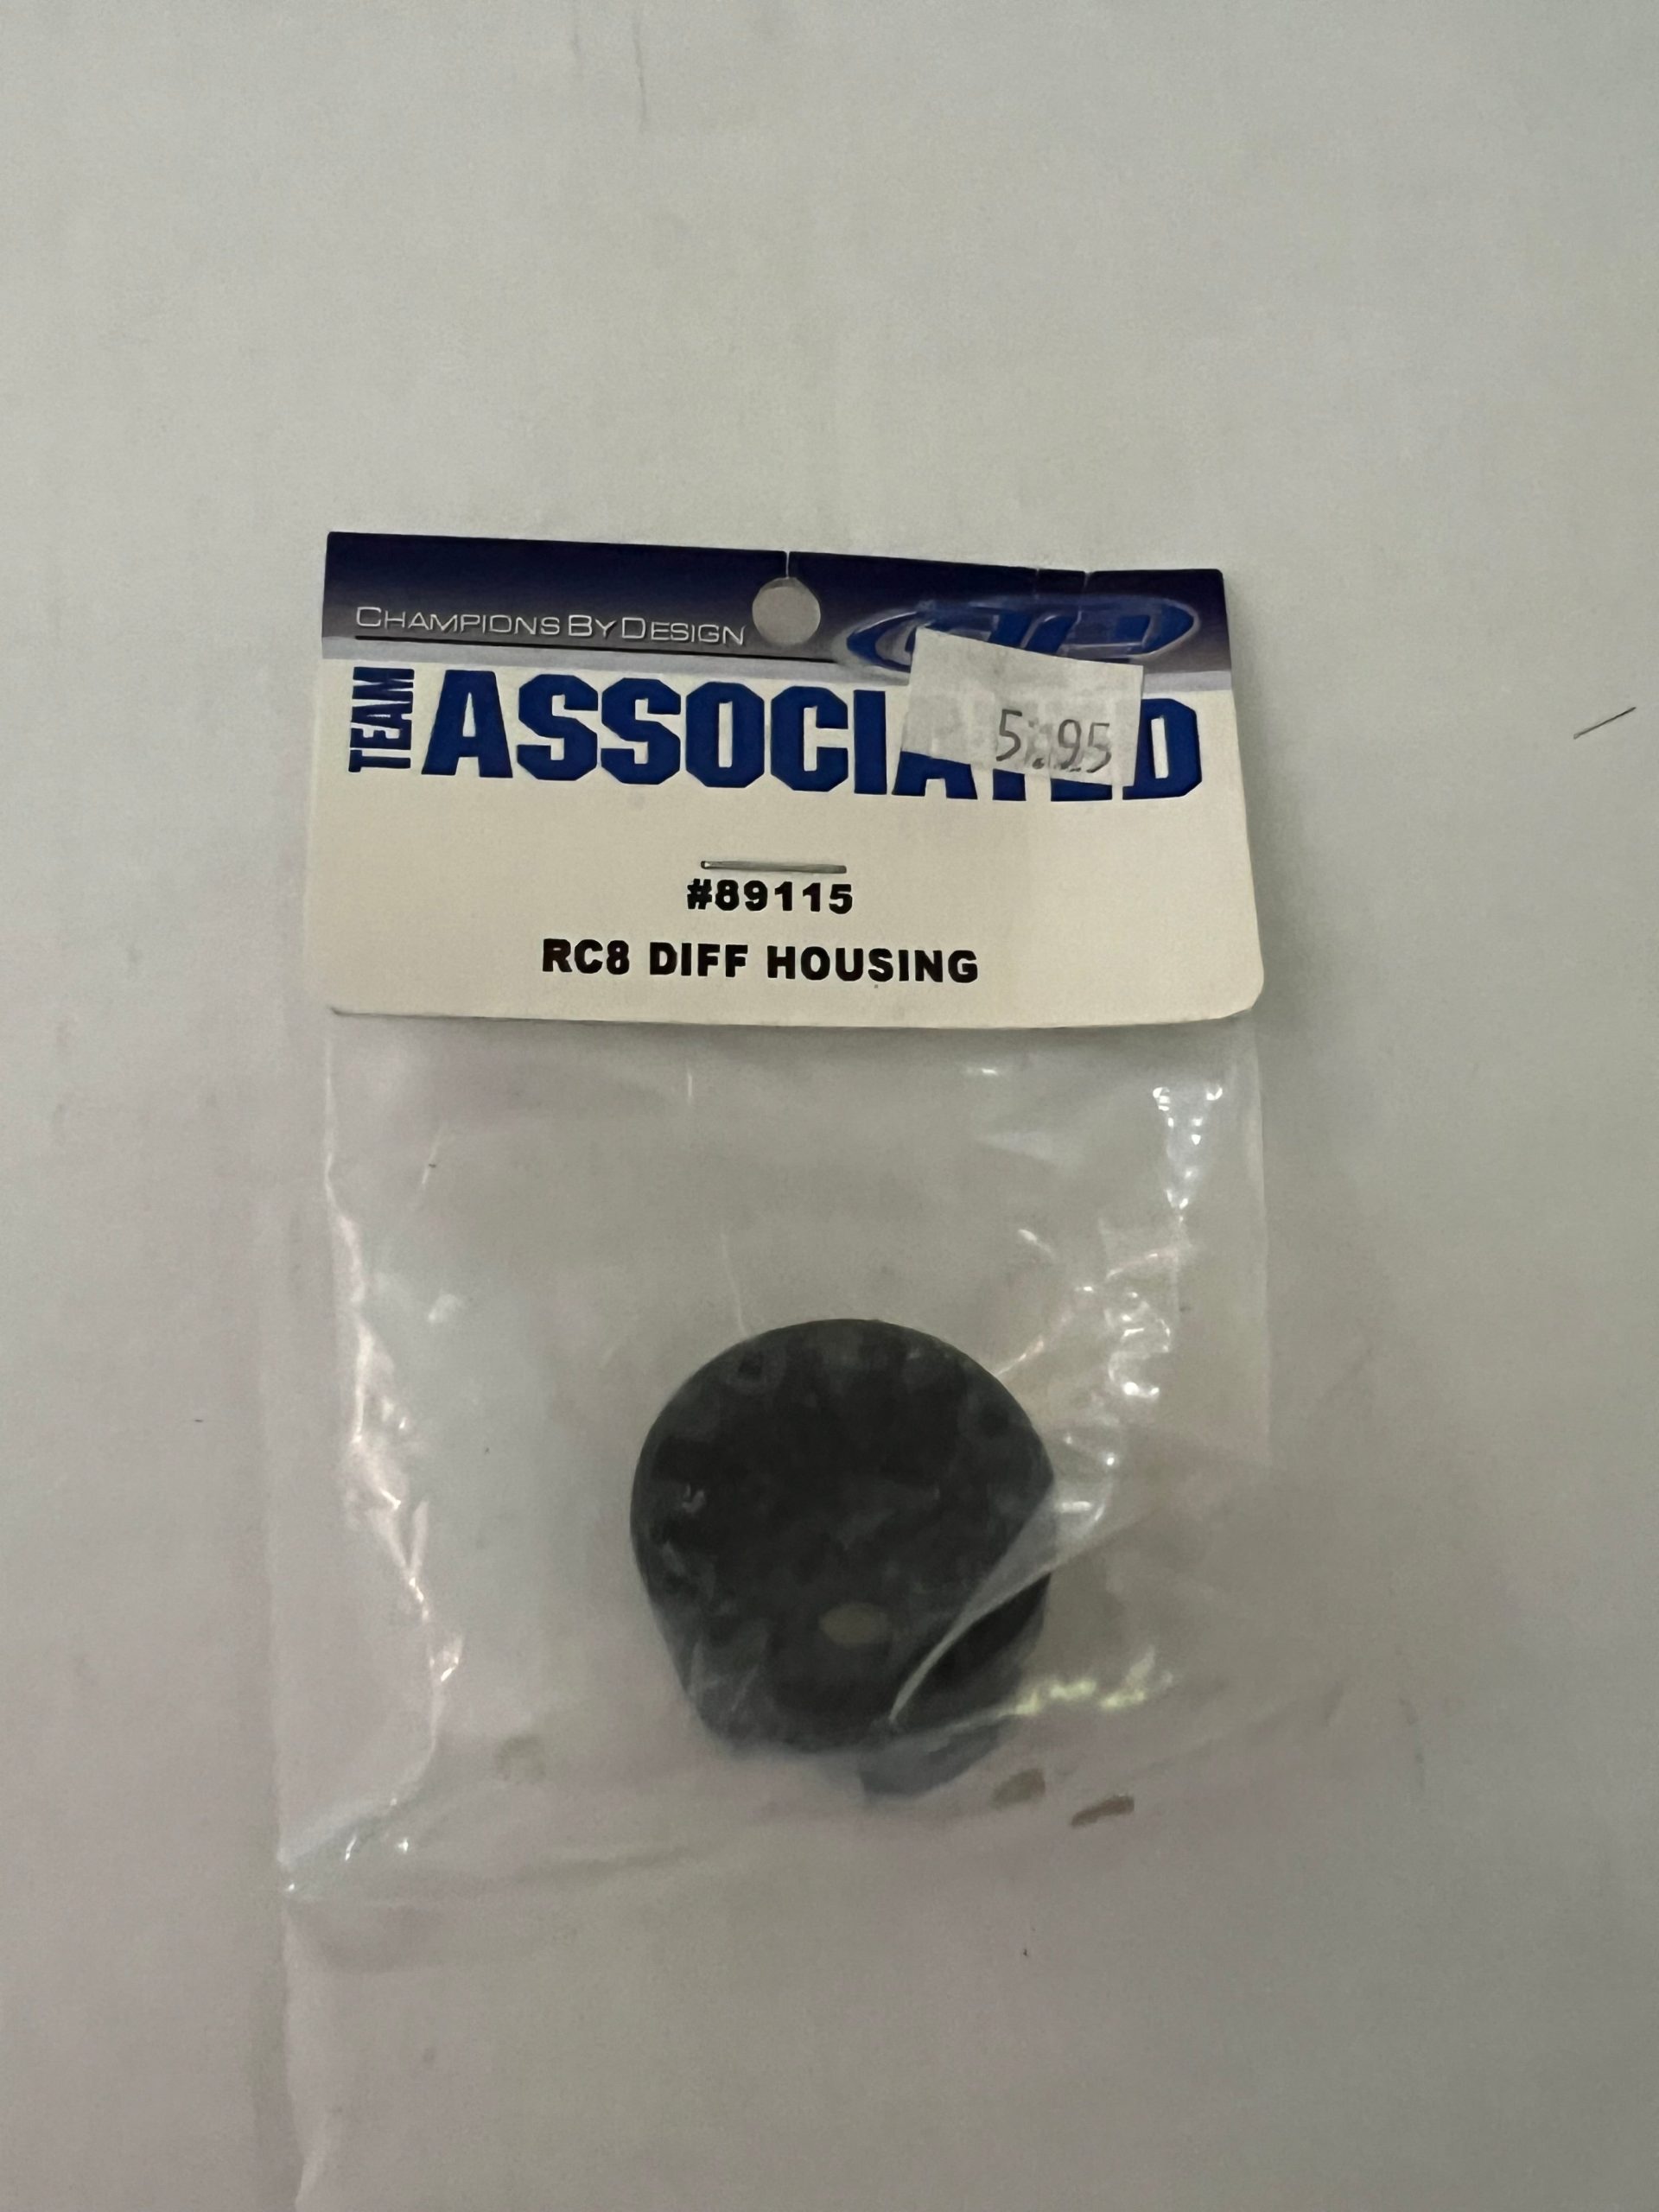 CHAMPIONS BY DESIGN
TEAM ASSOCIATED
5.95
#89115
RC8 DIFF HOUSING